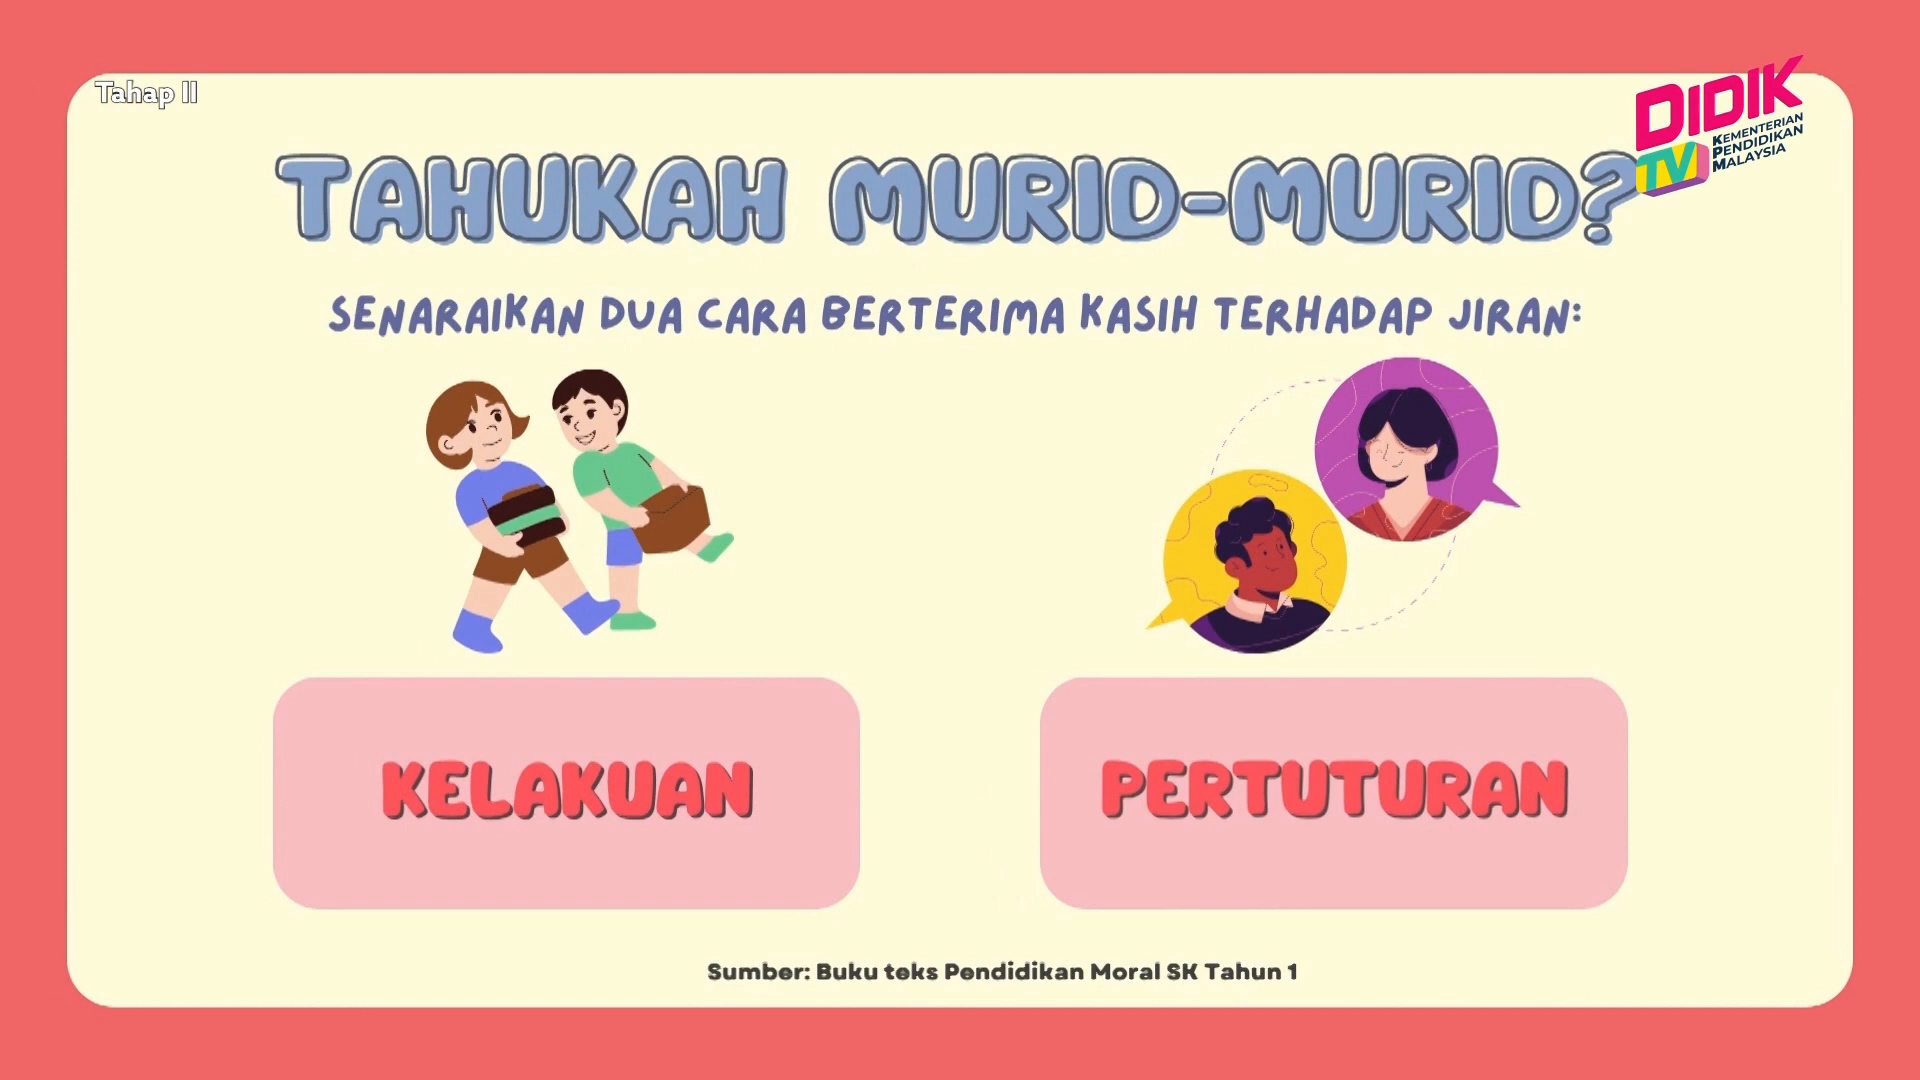 Tahap II
DIDIK
TV
KEMENTERIAN
PENDIDIKAN
MALAYSIA
TAHUKAH MURID-MURID?
SENARAIKAN DUA CARA BERTERIMA KASIH TERHADAP JIRAN:
KELAKUAN
PERTUTURAN
Sumber: Buku teks Pendidikan Moral SK Tahun 1